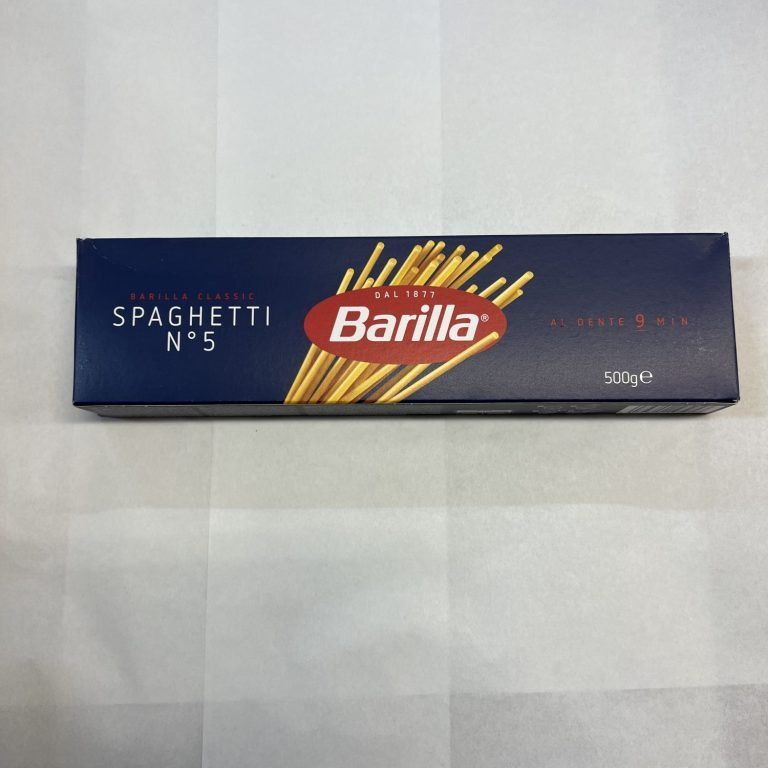 BARILLA CLASSIC
SPAGHETTI
N°5
DAL 1877
Barilla®
AL DENTE 9 MIN
500g℮